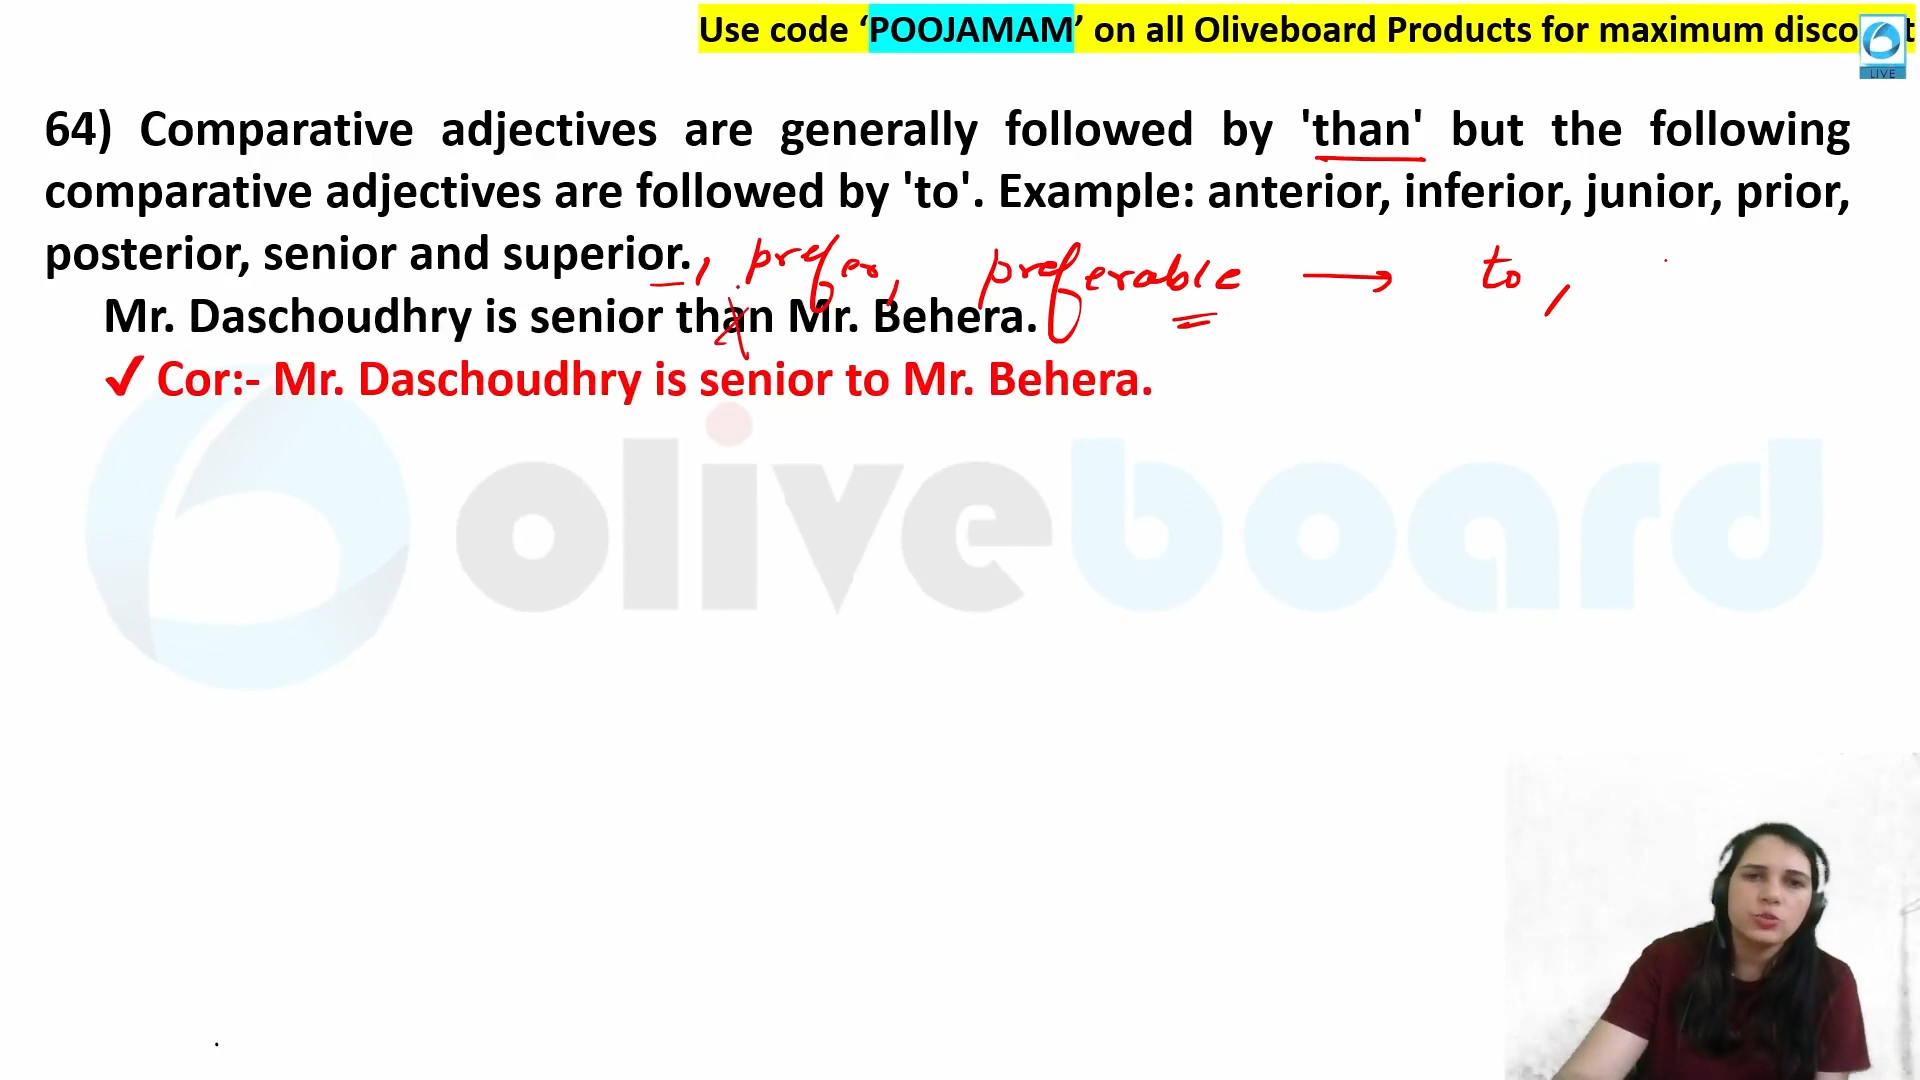 Use code ‘POOJAMAM’ on all Oliveboard Products for maximum disco t
LIVE
64) Comparative adjectives are generally followed by 'than' but the following
comparative adjectives are followed by 'to'. Example: anterior, inferior, junior, prior,
posterior, senior and superior., prefer, preferable → to,
Mr. Daschoudhry is senior than Mr. Behera.
✓ Cor:- Mr. Daschoudhry is senior to Mr. Behera.
oliveboard